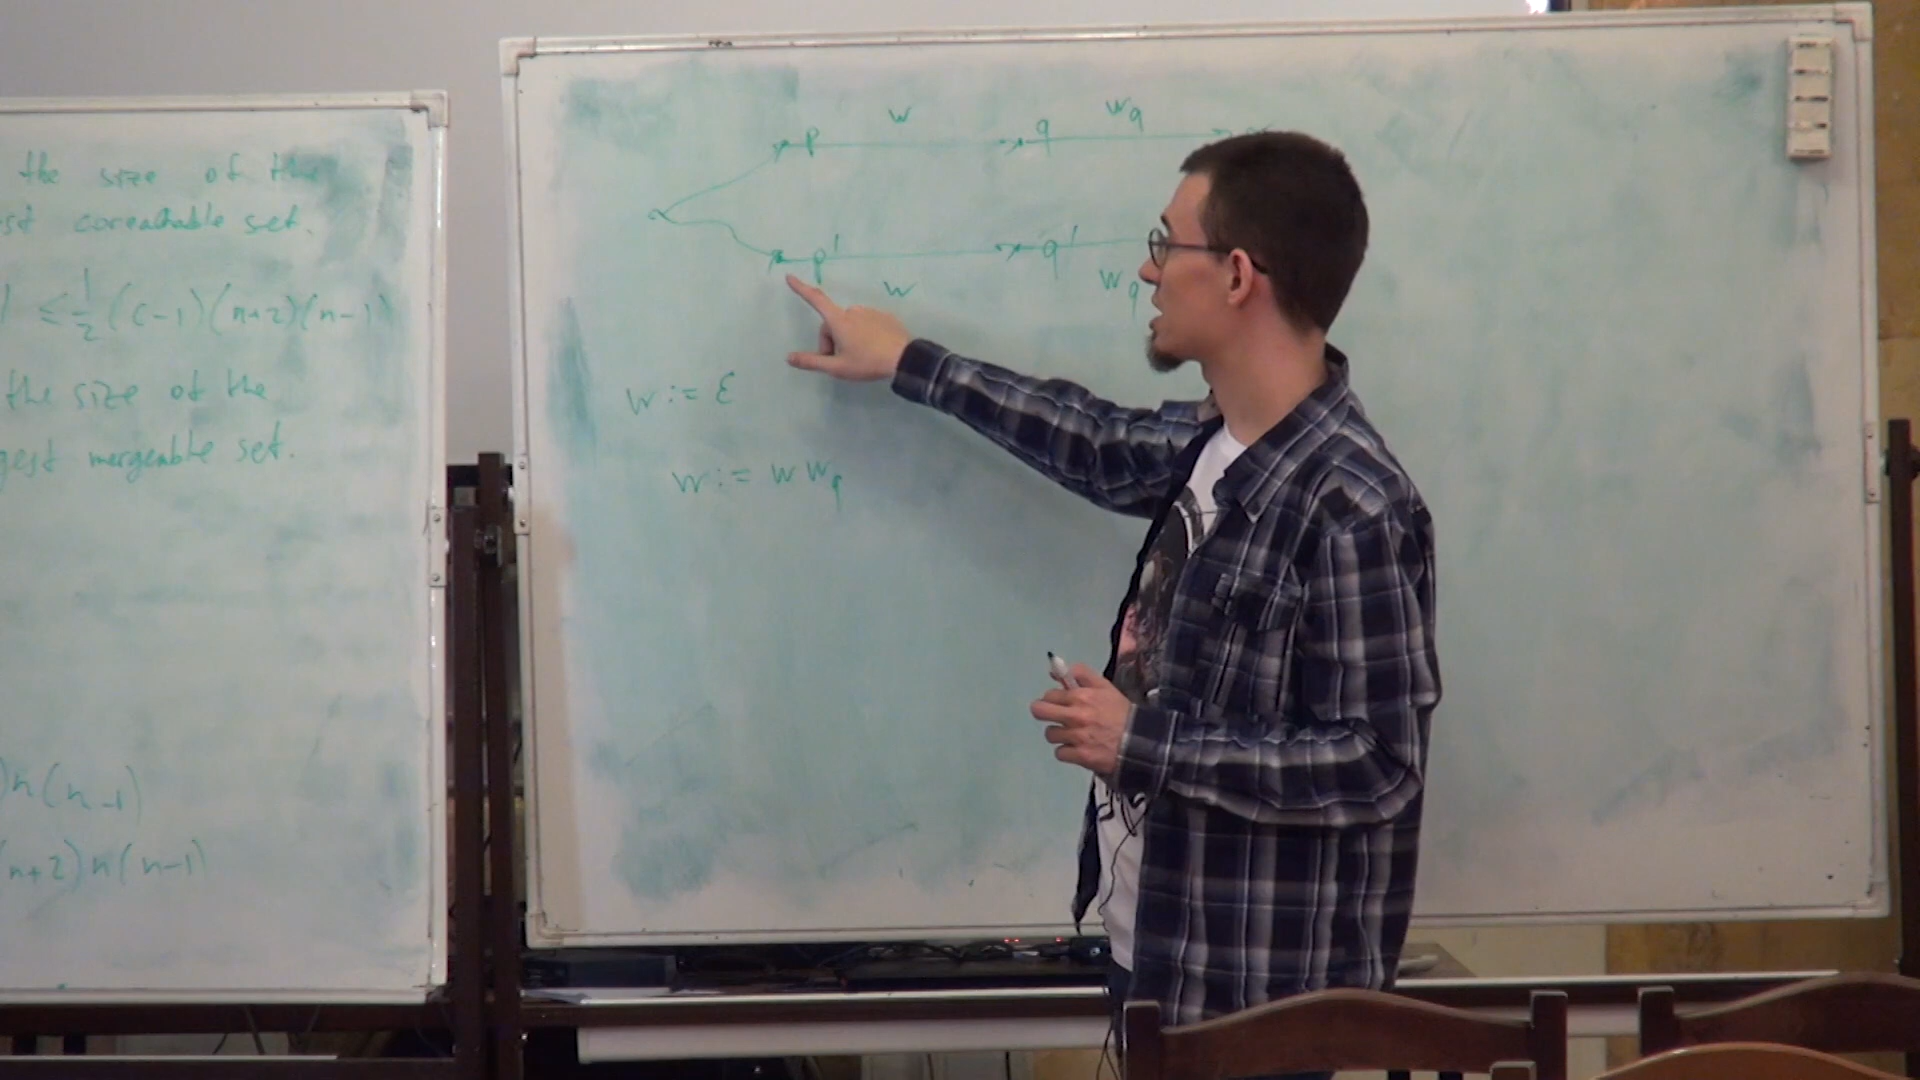 the size of the
est coreachable set.
≤ 1/2 (c-1)(n+2)(n-1)
the size of the
gest mergeable set.
)n(n-1)
(n+2)n(n-1)
p w q w_q
p' w q' w_q
w := ε
w := w w_q